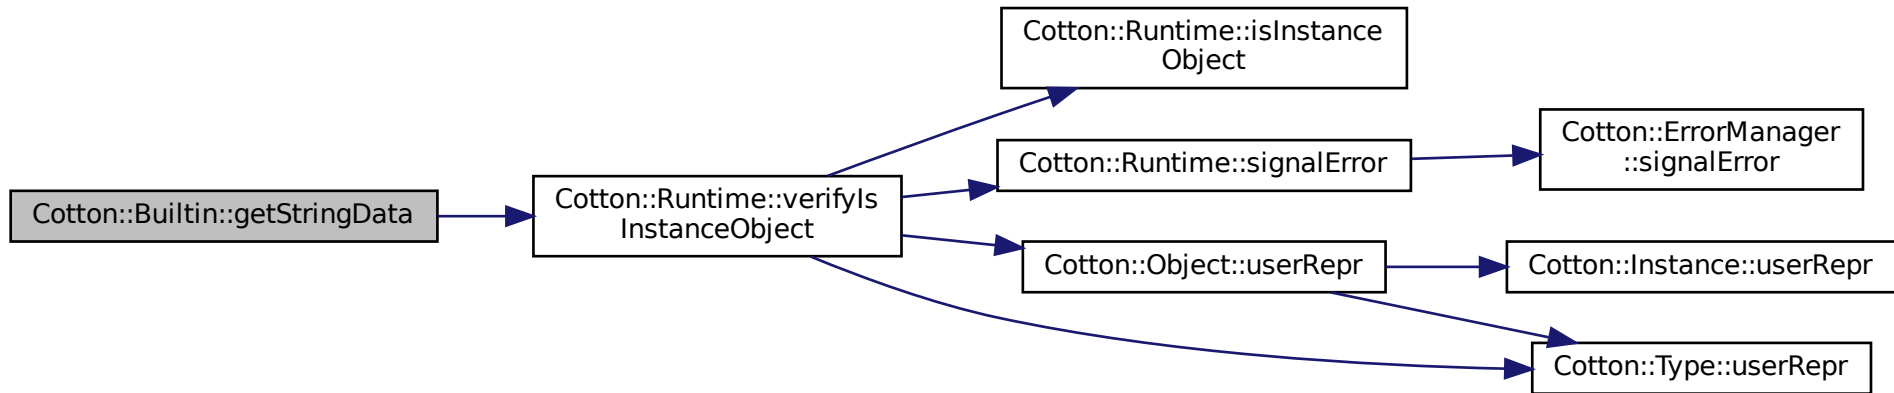 Cotton::Builtin::getStringData
Cotton::Runtime::verifyIs
InstanceObject
Cotton::Runtime::isInstance
Object
Cotton::Runtime::signalError
Cotton::ErrorManager
::signalError
Cotton::Object::userRepr
Cotton::Instance::userRepr
Cotton::Type::userRepr